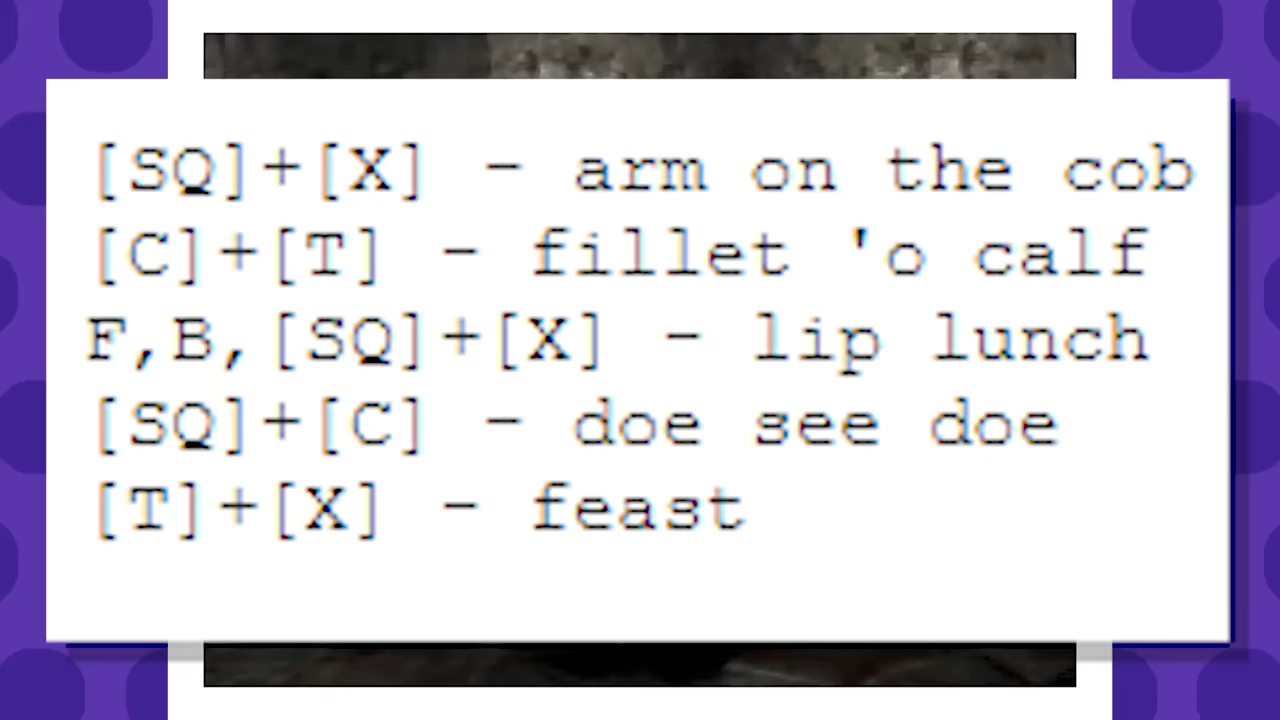 [SQ]+[X] - arm on the cob
[C]+[T] - fillet 'o calf
F,B,[SQ]+[X] - lip lunch
[SQ]+[C] - doe see doe
[T]+[X] - feast